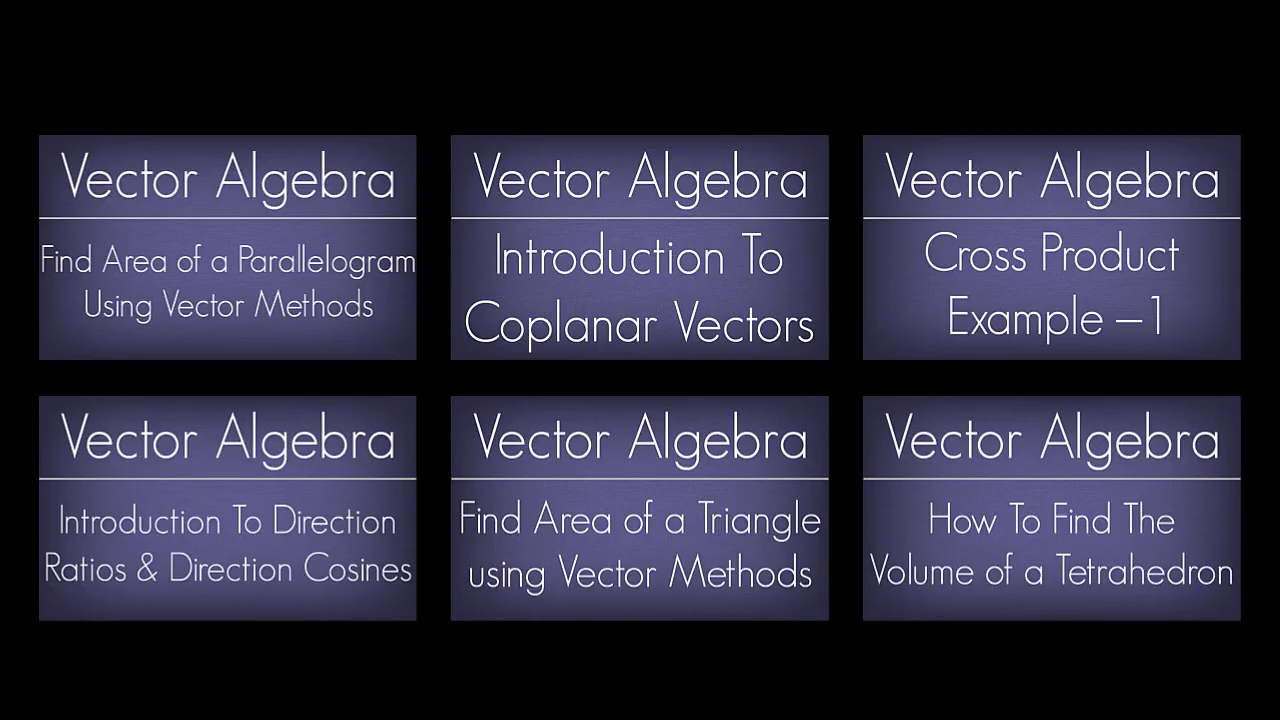 Vector Algebra
Find Area of a Parallelogram
Using Vector Methods
Vector Algebra
Introduction To
Coplanar Vectors
Vector Algebra
Cross Product
Example –1
Vector Algebra
Introduction To Direction
Ratios & Direction Cosines
Vector Algebra
Find Area of a Triangle
using Vector Methods
Vector Algebra
How To Find The
Volume of a Tetrahedron